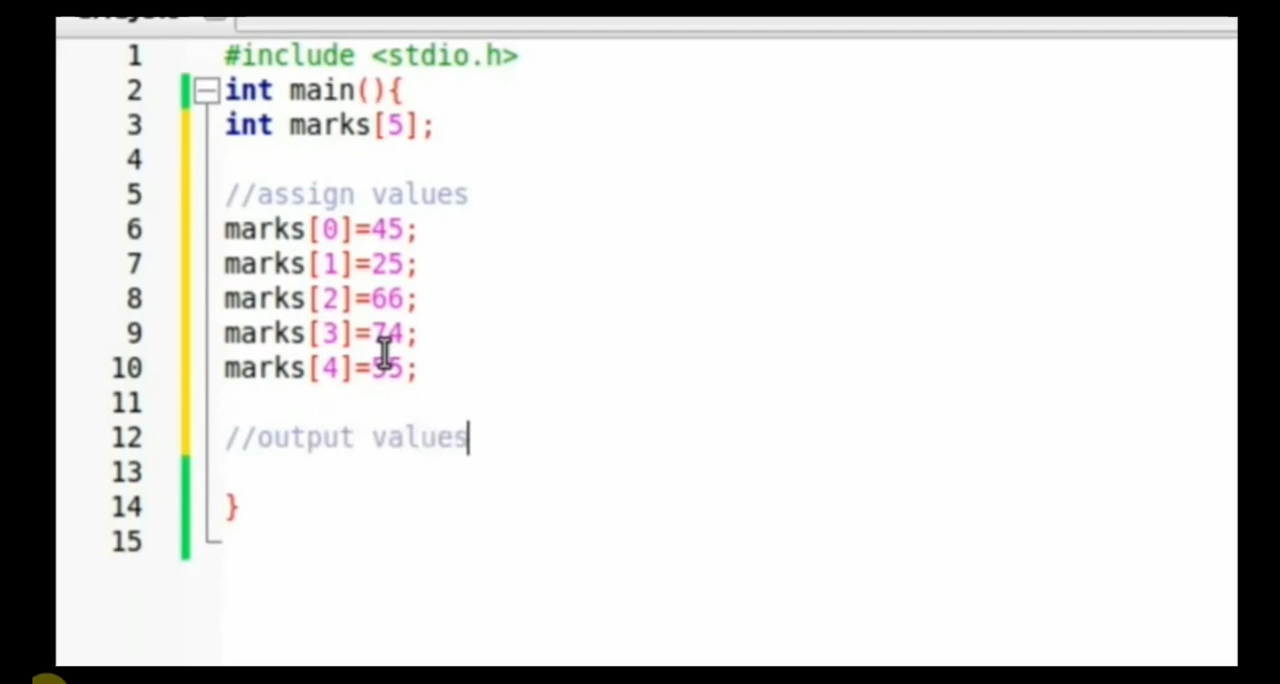 1 #include <stdio.h>
2 int main(){
3 int marks[5];
4
5 //assign values
6 marks[0]=45;
7 marks[1]=25;
8 marks[2]=66;
9 marks[3]=74;
10 marks[4]=55;
11
12 //output values
13
14 }
15